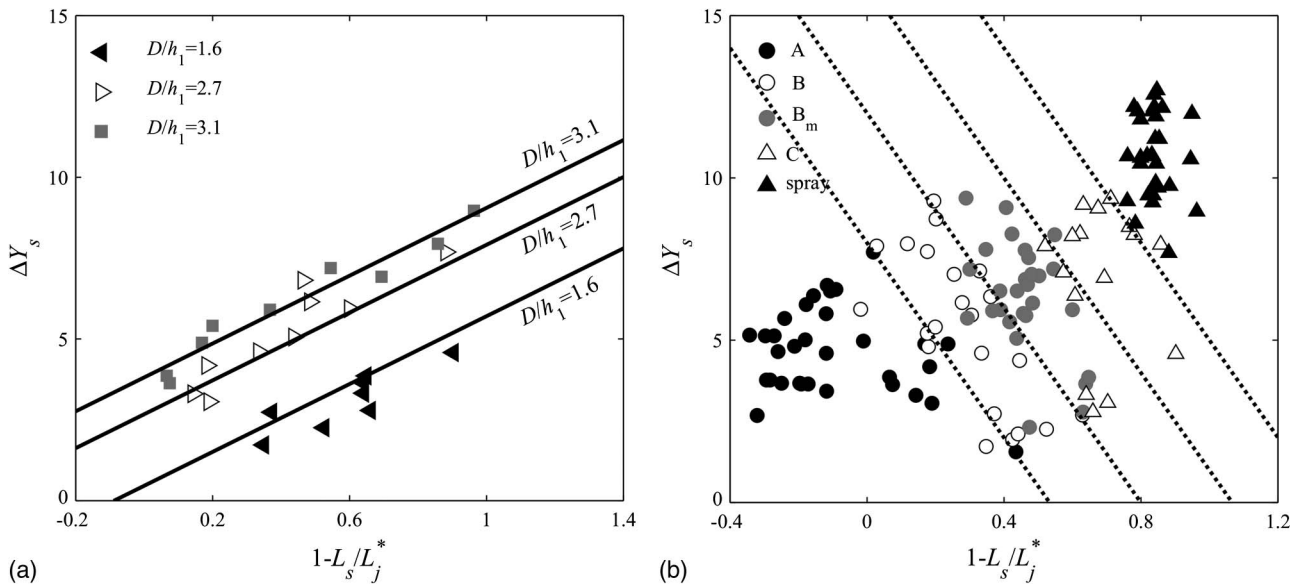 15
10
5
0
ΔY_s
D/h_1=1.6
D/h_1=2.7
D/h_1=3.1
D/h_1=3.1
D/h_1=2.7
D/h_1=1.6
-0.2 0.2 0.6 1 1.4
1-L_s/L_j^*
(a)
15
10
5
0
ΔY_s
A
B
B_m
C
spray
-0.4 0 0.4 0.8 1.2
1-L_s/L_j^*
(b)